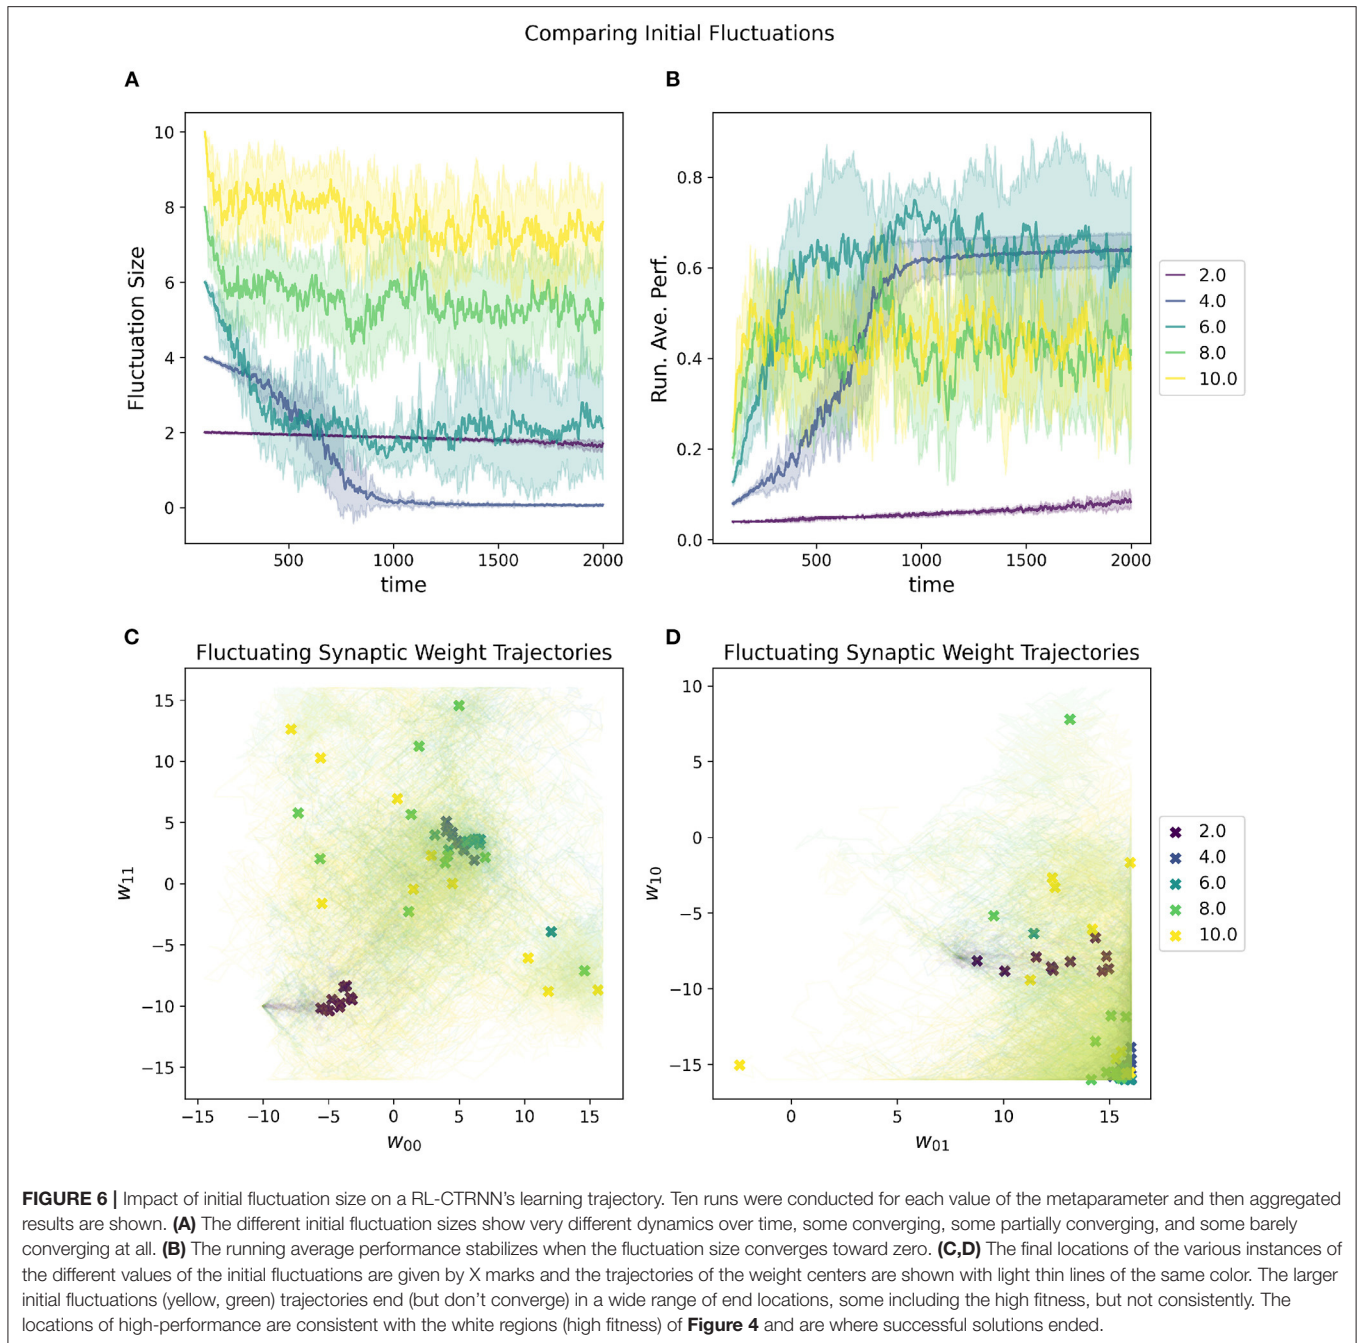 Comparing Initial Fluctuations
A
B
10
8
6
4
2
0
Fluctuation Size
500
1000
1500
2000
time
0.8
0.6
0.4
0.2
0.0
Run. Ave. Perf.
500
1000
1500
2000
time
2.0
4.0
6.0
8.0
10.0
C
Fluctuating Synaptic Weight Trajectories
15
10
5
0
−5
−10
−15
w11
−15
−10
−5
0
5
10
15
w00
D
Fluctuating Synaptic Weight Trajectories
10
5
0
−5
−10
−15
w10
0
5
10
15
w01
2.0
4.0
6.0
8.0
10.0
FIGURE 6 | Impact of initial fluctuation size on a RL-CTRNN's learning trajectory. Ten runs were conducted for each value of the metaparameter and then aggregated
results are shown. (A) The different initial fluctuation sizes show very different dynamics over time, some converging, some partially converging, and some barely
converging at all. (B) The running average performance stabilizes when the fluctuation size converges toward zero. (C,D) The final locations of the various instances of
the different values of the initial fluctuations are given by X marks and the trajectories of the weight centers are shown with light thin lines of the same color. The larger
initial fluctuations (yellow, green) trajectories end (but don't converge) in a wide range of end locations, some including the high fitness, but not consistently. The
locations of high-performance are consistent with the white regions (high fitness) of Figure 4 and are where successful solutions ended.